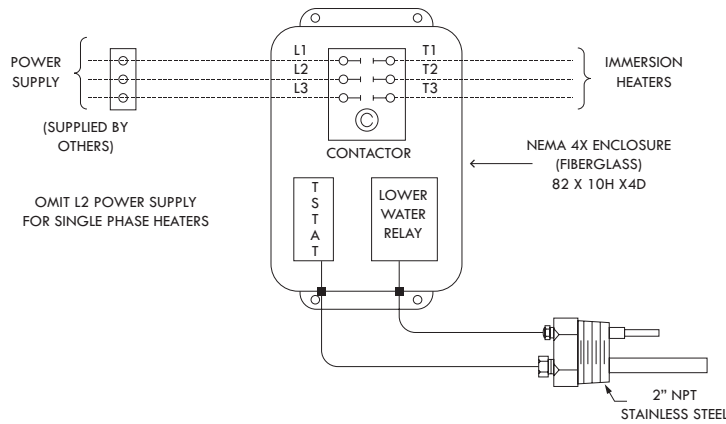 L1
T1
POWER
SUPPLY
L2
T2
IMMERSION
HEATERS
L3
T3
(SUPPLIED BY
OTHERS)
C
CONTACTOR
NEMA 4X ENCLOSURE
(FIBERGLASS)
82 X 10H X4D
OMIT L2 POWER SUPPLY
FOR SINGLE PHASE HEATERS
TSTAT
LOWER
WATER
RELAY
2” NPT
STAINLESS STEEL